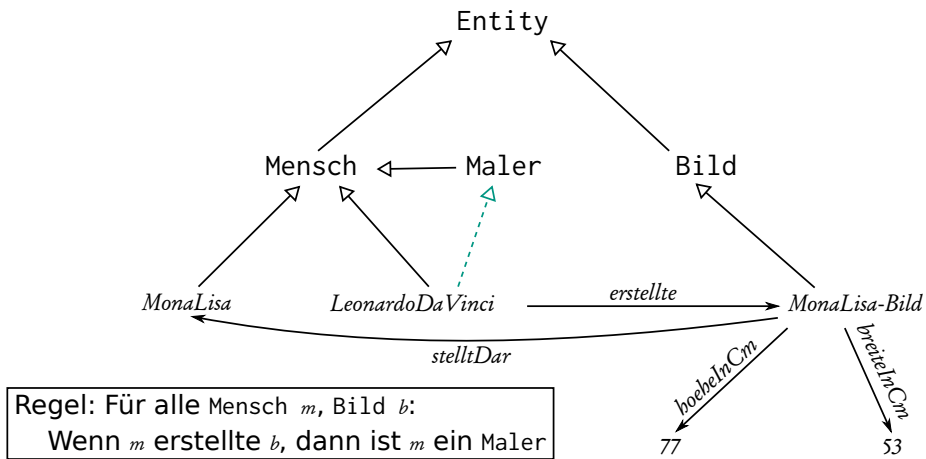 Entity
Mensch Maler Bild
MonaLisa LeonardoDaVinci erstellte MonaLisa-Bild
stelltDar hoeheInCm breiteInCm
77 53
Regel: Für alle Mensch m, Bild b:
Wenn m erstellte b, dann ist m ein Maler